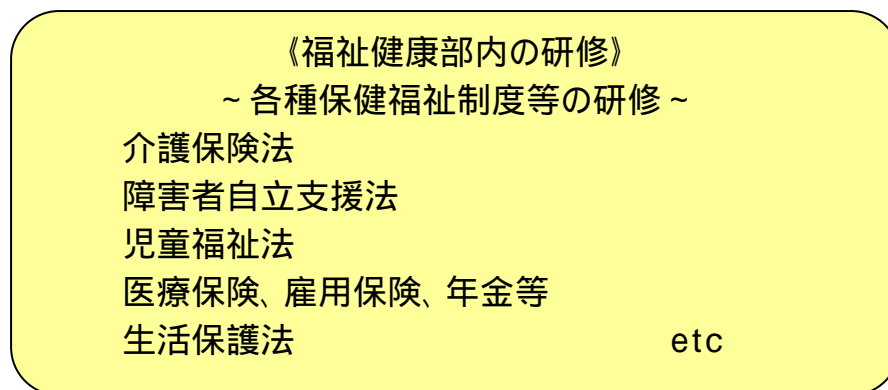 《福祉健康部内の研修》
~各種保健福祉制度等の研修~
介護保険法
障害者自立支援法
児童福祉法
医療保険、雇用保険、年金等
生活保護法 etc